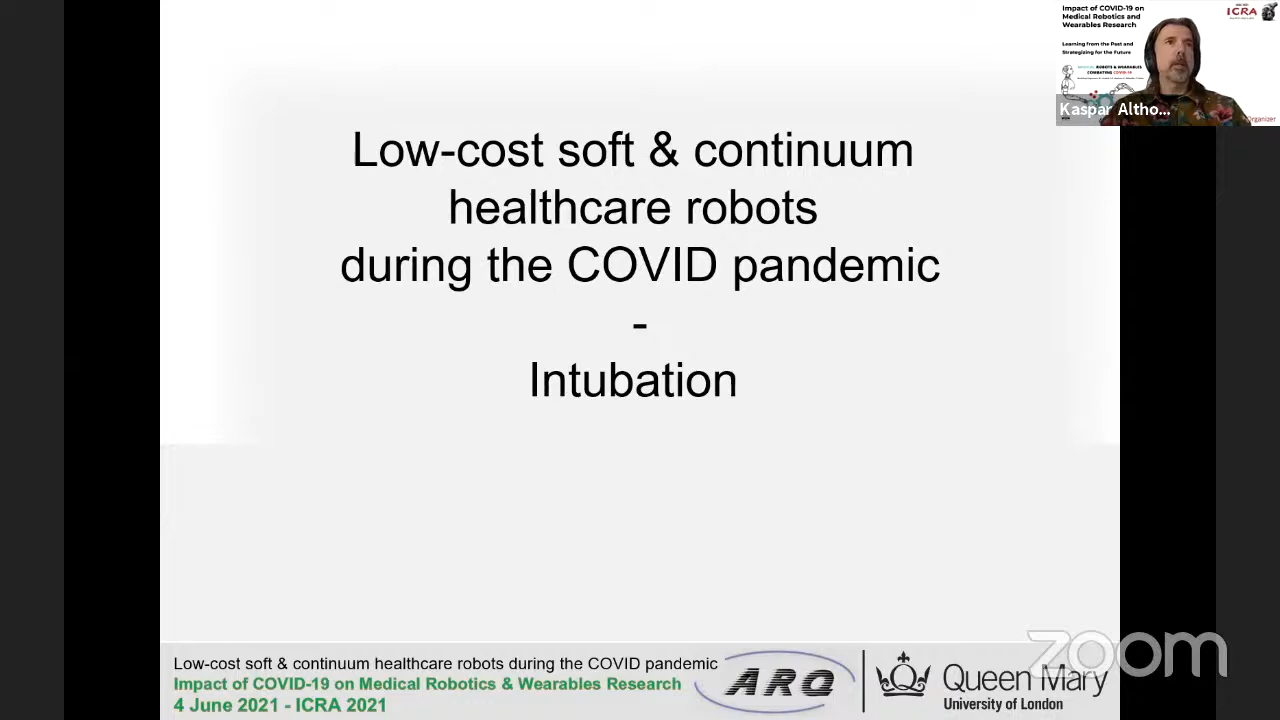 Low-cost soft & continuum
healthcare robots
during the COVID pandemic
-
Intubation
Impact of COVID-19 on
Medical Robotics and
Wearables Research
Learning from the Past and
Strategizing for the Future
ROBOTS & WEARABLES
COMBATING COVID-19
ICRA
Kaspar Altho...
Organizer
Low-cost soft & continuum healthcare robots during the COVID pandemic
Impact of COVID-19 on Medical Robotics & Wearables Research
4 June 2021 - ICRA 2021
ARQ
Queen Mary
University of London
zoom